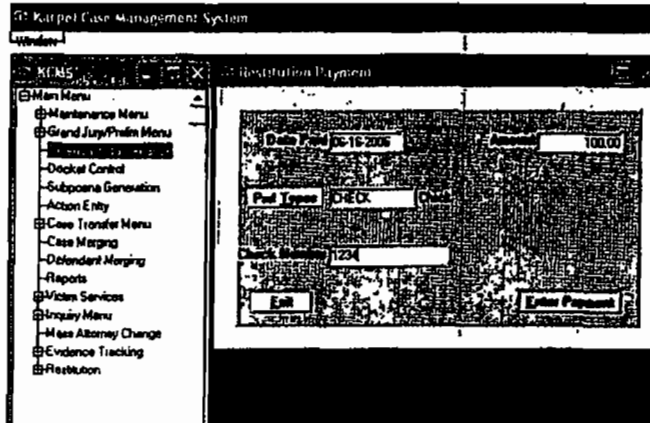 Karpel Case Management System
Window
KCMS
Restitution Payment
Main Menu
Maintenance Menu
Grand Jury/Prelim Menu
Docket Control
Subpoena Generation
Action Entry
Case Transfer Menu
Case Merging
Defendant Merging
Reports
Victim Services
Inquiry Menu
Mass Attorney Change
Evidence Tracking
Restitution
Date Paid 06-16-2006 Amount 100.00
Pmt Types CHECK Check
Check Number 1234
Exit Enter Payment